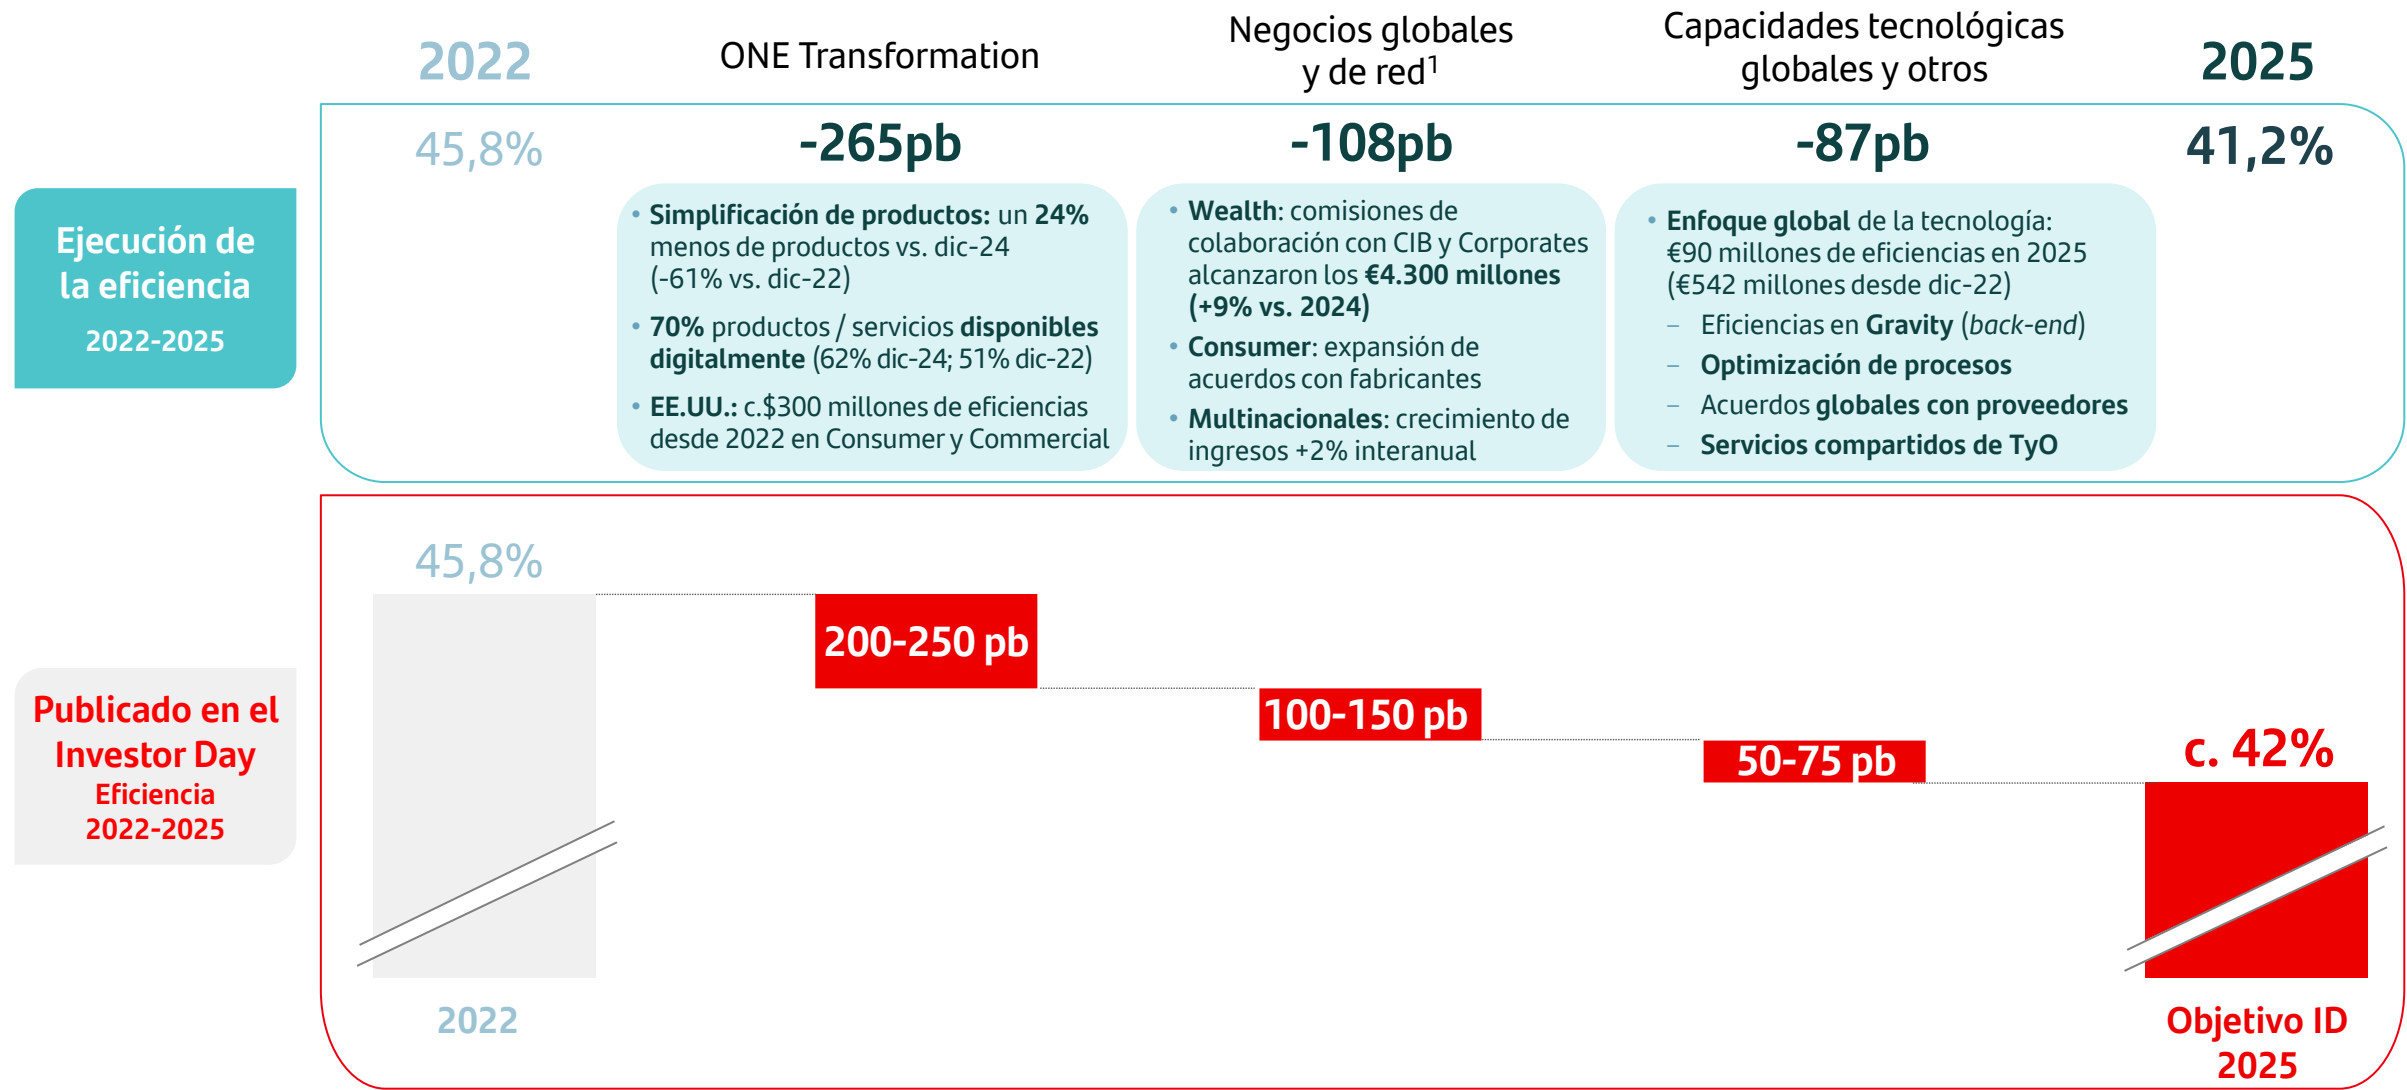 2022
ONE Transformation
Negocios globales
y de red¹
Capacidades tecnológicas
globales y otros
2025
Ejecución de
la eficiencia
2022-2025
45,8%
-265pb
• Simplificación de productos: un 24%
menos de productos vs. dic-24
(-61% vs. dic-22)
• 70% productos / servicios disponibles
digitalmente (62% dic-24; 51% dic-22)
• EE.UU.: c.$300 millones de eficiencias
desde 2022 en Consumer y Commercial
-108pb
• Wealth: comisiones de
colaboración con CIB y Corporates
alcanzaron los €4.300 millones
(+9% vs. 2024)
• Consumer: expansión de
acuerdos con fabricantes
• Multinacionales: crecimiento de
ingresos +2% interanual
-87pb
• Enfoque global de la tecnología:
€90 millones de eficiencias en 2025
(€542 millones desde dic-22)
– Eficiencias en Gravity (back-end)
– Optimización de procesos
– Acuerdos globales con proveedores
– Servicios compartidos de TyO
41,2%
Publicado en el
Investor Day
Eficiencia
2022-2025
45,8%
200-250 pb
100-150 pb
50-75 pb
c. 42%
2022
Objetivo ID
2025